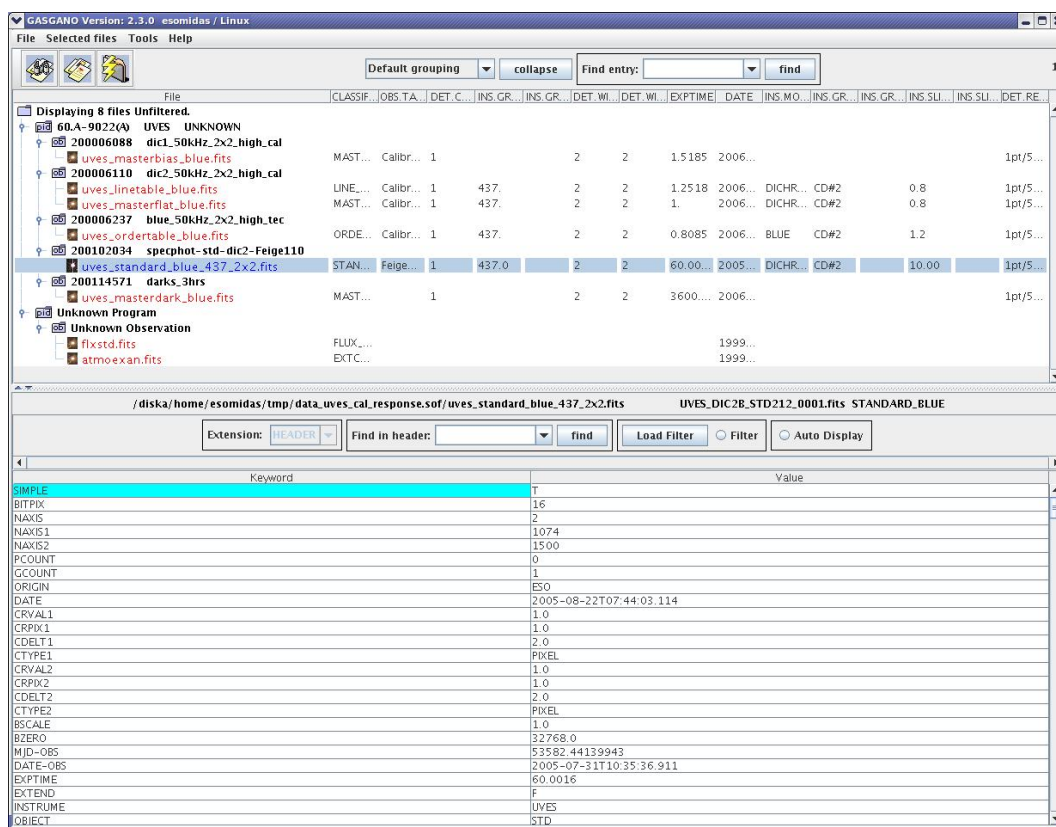 GASGANO Version: 2.3.0 esomidas / Linux
File Selected files Tools Help
Default grouping collapse Find entry: find 1
File CLASSIF... OBS.TA... DET.C... INS.GR... INS.GR... DET.WI... DET.WI... EXPTIME DATE INS.MO... INS.GR... INS.GR... INS.SLI... INS.SLI... DET.RE...
Displaying 8 files Unfiltered.
pid 60.A-9022(A) UVES UNKNOWN
ob 200006088 dic1_50kHz_2x2_high_cal
uves_masterbias_blue.fits MAST... Calibr... 1 2 2 1.5185 2006... 1pt/5...
ob 200006110 dic2_50kHz_2x2_high_cal
uves_linetable_blue.fits LINE_... Calibr... 1 437. 2 2 1.2518 2006... DICHR... CD#2 0.8 1pt/5...
uves_masterflat_blue.fits MAST... Calibr... 1 437. 2 2 1. 2006... DICHR... CD#2 0.8 1pt/5...
ob 200006237 blue_50kHz_2x2_high_tec
uves_ordertable_blue.fits ORDE... Calibr... 1 437. 2 2 0.8085 2006... BLUE CD#2 1.2 1pt/5...
ob 200102034 specphot-std-dic2-Feige110
uves_standard_blue_437_2x2.fits STAN... Feige... 1 437.0 2 2 60.00... 2005... DICHR... CD#2 10.00 1pt/5...
ob 200114571 darks_3hrs
uves_masterdark_blue.fits MAST... 1 2 2 3600.... 2006... 1pt/5...
pid Unknown Program
ob Unknown Observation
flxstd.fits FLUX_... 1999...
atmoexan.fits EXTC... 1999...
/diska/home/esomidas/tmp/data_uves_cal_response.sof/uves_standard_blue_437_2x2.fits UVES_DIC2B_STD212_0001.fits STANDARD_BLUE
Extension: HEADER Find in header: find Load Filter Filter Auto Display
Keyword Value
SIMPLE T
BITPIX 16
NAXIS 2
NAXIS1 1074
NAXIS2 1500
PCOUNT 0
GCOUNT 1
ORIGIN ESO
DATE 2005-08-22T07:44:03.114
CRVAL1 1.0
CRPIX1 1.0
CDELT1 2.0
CTYPE1 PIXEL
CRVAL2 1.0
CRPIX2 1.0
CDELT2 2.0
CTYPE2 PIXEL
BSCALE 1.0
BZERO 32768.0
MJD-OBS 53582.44139943
DATE-OBS 2005-07-31T10:35:36.911
EXPTIME 60.0016
EXTEND F
INSTRUME UVES
OBJECT STD